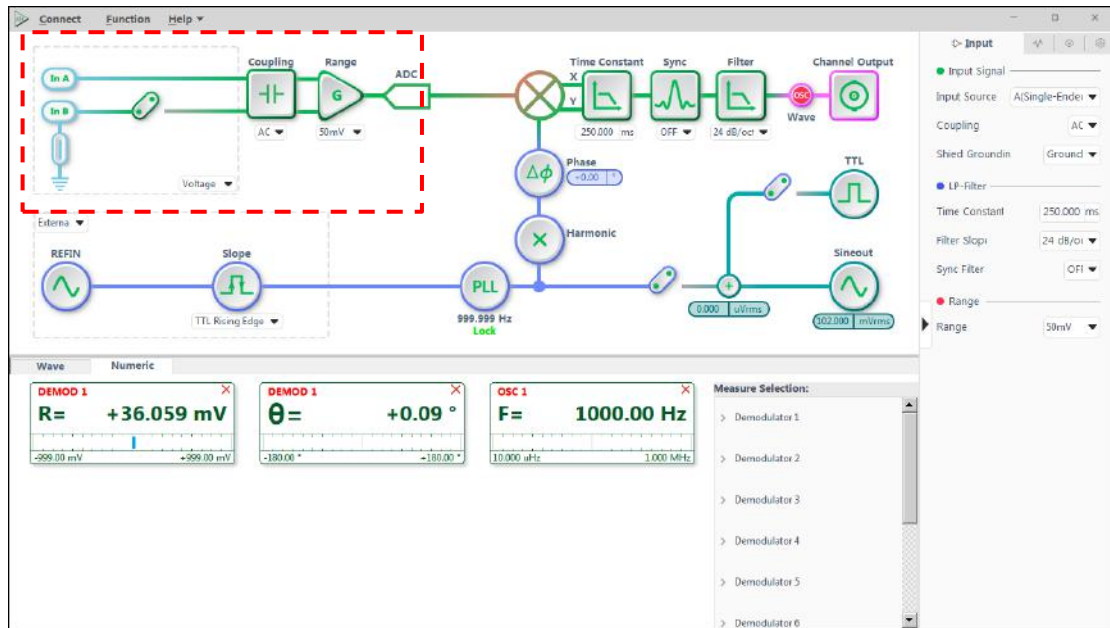 Connect Function Help
Input
In A
In B
Coupling
AC
Range
G
50mV
ADC
Voltage
X
Y
Time Constant
250.000 ms
Sync
OFF
Filter
24 dB/oct
OSC
Wave
Channel Output
Δϕ
Phase
+0.00 °
Harmonic
TTL
Externa
REFIN
Slope
TTL Rising Edge
PLL
999.999 Hz
Lock
0.000 uVrms
Sineout
102.000 mVrms
Input Signal
Input Source A(Single-Ender
Coupling AC
Shied Groundin Ground
LP-Filter
Time Constant 250.000 ms
Filter Slop 24 dB/o
Sync Filter OFF
Range
Range 50mV
Wave Numeric
DEMOD 1
R= +36.059 mV
-999.00 mV +999.00 mV
DEMOD 1
θ= +0.09 °
-180.00 ° +180.00 °
OSC 1
F= 1000.00 Hz
10.000 uHz 1.000 MHz
Measure Selection:
Demodulator 1
Demodulator 2
Demodulator 3
Demodulator 4
Demodulator 5
Demodulator 6